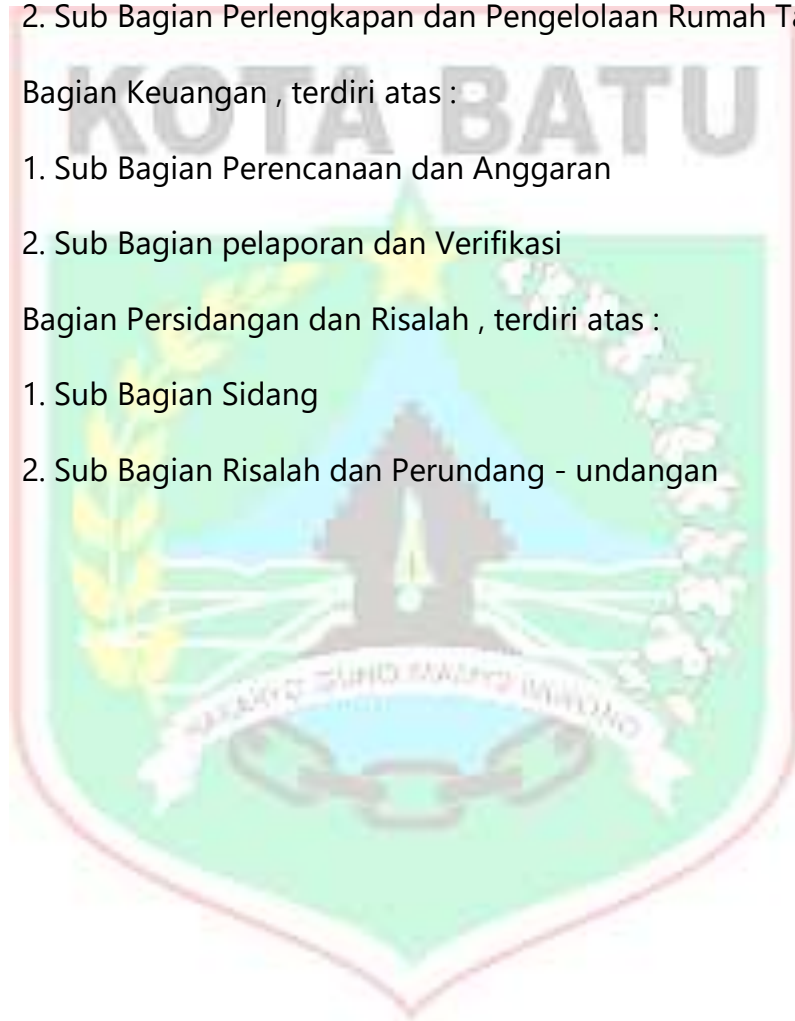 2. Sub Bagian Perlengkapan dan Pengelolaan Rumah
KOTA BATU
Bagian Keuangan , terdiri atas :
1. Sub Bagian Perencanaan dan Anggaran
2. Sub Bagian pelaporan dan Verifikasi
Bagian Persidangan dan Risalah , terdiri atas :
1. Sub Bagian Sidang
2. Sub Bagian Risalah dan Perundang - undangan